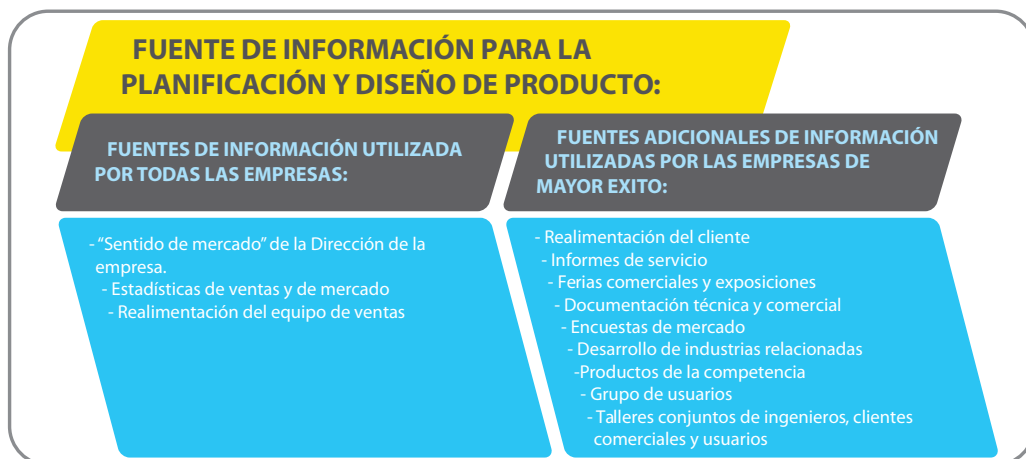 FUENTE DE INFORMACIÓN PARA LA
PLANIFICACIÓN Y DISEÑO DE PRODUCTO:
FUENTES DE INFORMACIÓN UTILIZADA
POR TODAS LAS EMPRESAS:
- “Sentido de mercado” de la Dirección de la
empresa.
- Estadísticas de ventas y de mercado
- Realimentación del equipo de ventas
FUENTES ADICIONALES DE INFORMACIÓN
UTILIZADAS POR LAS EMPRESAS DE
MAYOR EXITO:
- Realimentación del cliente
- Informes de servicio
- Ferias comerciales y exposiciones
- Documentación técnica y comercial
- Encuestas de mercado
- Desarrollo de industrias relacionadas
-Productos de la competencia
- Grupo de usuarios
- Talleres conjuntos de ingenieros, clientes
comerciales y usuarios